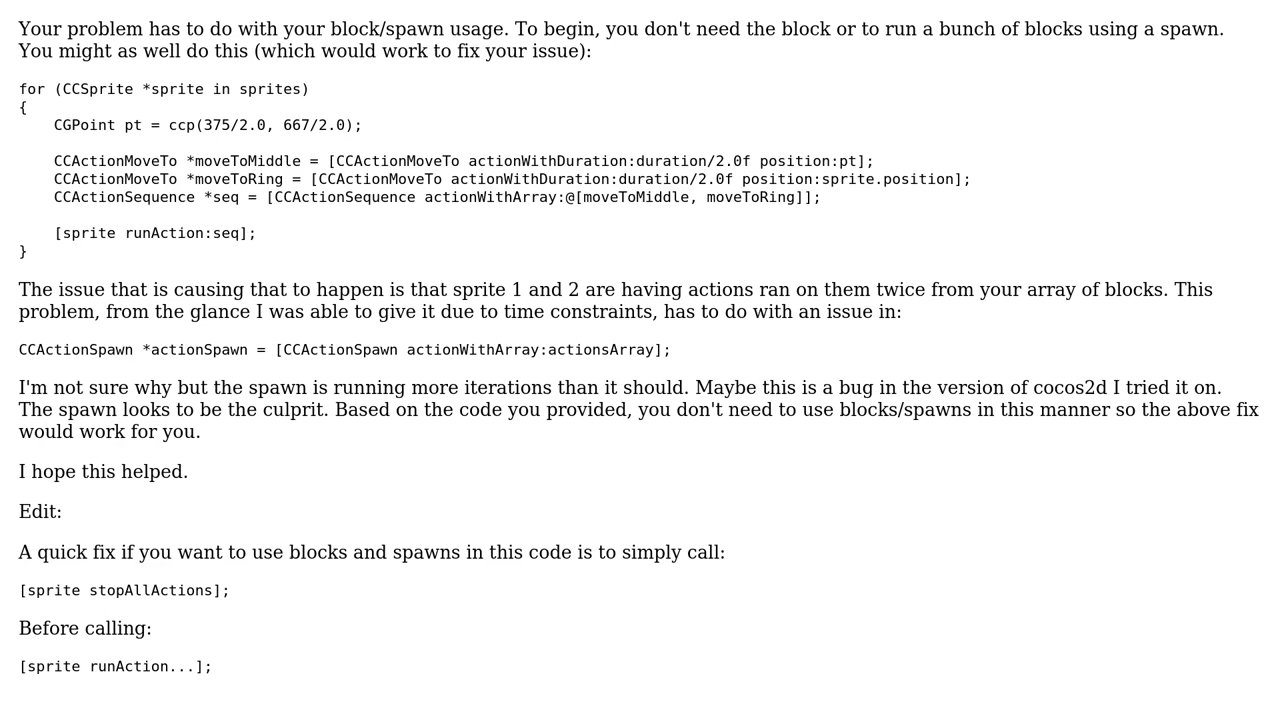 Your problem has to do with your block/spawn usage. To begin, you don't need the block or to run a bunch of blocks using a spawn.
You might as well do this (which would work to fix your issue):
for (CCSprite *sprite in sprites)
{
    CGPoint pt = ccp(375/2.0, 667/2.0);
    CCActionMoveTo *moveToMiddle = [CCActionMoveTo actionWithDuration:duration/2.0f position:pt];
    CCActionMoveTo *moveToRing = [CCActionMoveTo actionWithDuration:duration/2.0f position:sprite.position];
    CCActionSequence *seq = [CCActionSequence actionWithArray:@[moveToMiddle, moveToRing]];
    [sprite runAction:seq];
}
The issue that is causing that to happen is that sprite 1 and 2 are having actions ran on them twice from your array of blocks. This
problem, from the glance I was able to give it due to time constraints, has to do with an issue in:
CCActionSpawn *actionSpawn = [CCActionSpawn actionWithArray:actionsArray];
I'm not sure why but the spawn is running more iterations than it should. Maybe this is a bug in the version of cocos2d I tried it on.
The spawn looks to be the culprit. Based on the code you provided, you don't need to use blocks/spawns in this manner so the above fix
would work for you.
I hope this helped.
Edit:
A quick fix if you want to use blocks and spawns in this code is to simply call:
[sprite stopAllActions];
Before calling:
[sprite runAction...];